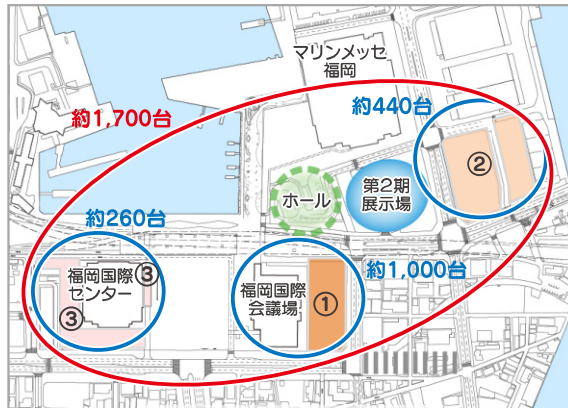 マリンメッセ
福岡
約1,700台
約440台
②
ホール
第2期
展示場
約260台
約1,000台
福岡国際
センター
③
③
福岡国際
会議場
①